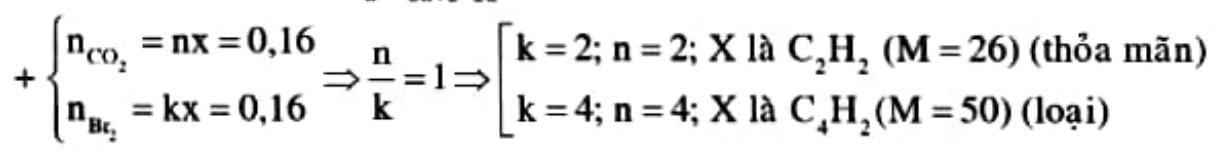 + { n_CO₂ = nx = 0,16
n_Br₂ = kx = 0,16 ⇒ n/k = 1 ⇒ [ k = 2; n = 2; X là C₂H₂ (M = 26) (thỏa mãn)
k = 4; n = 4; X là C₄H₂(M = 50) (loại)